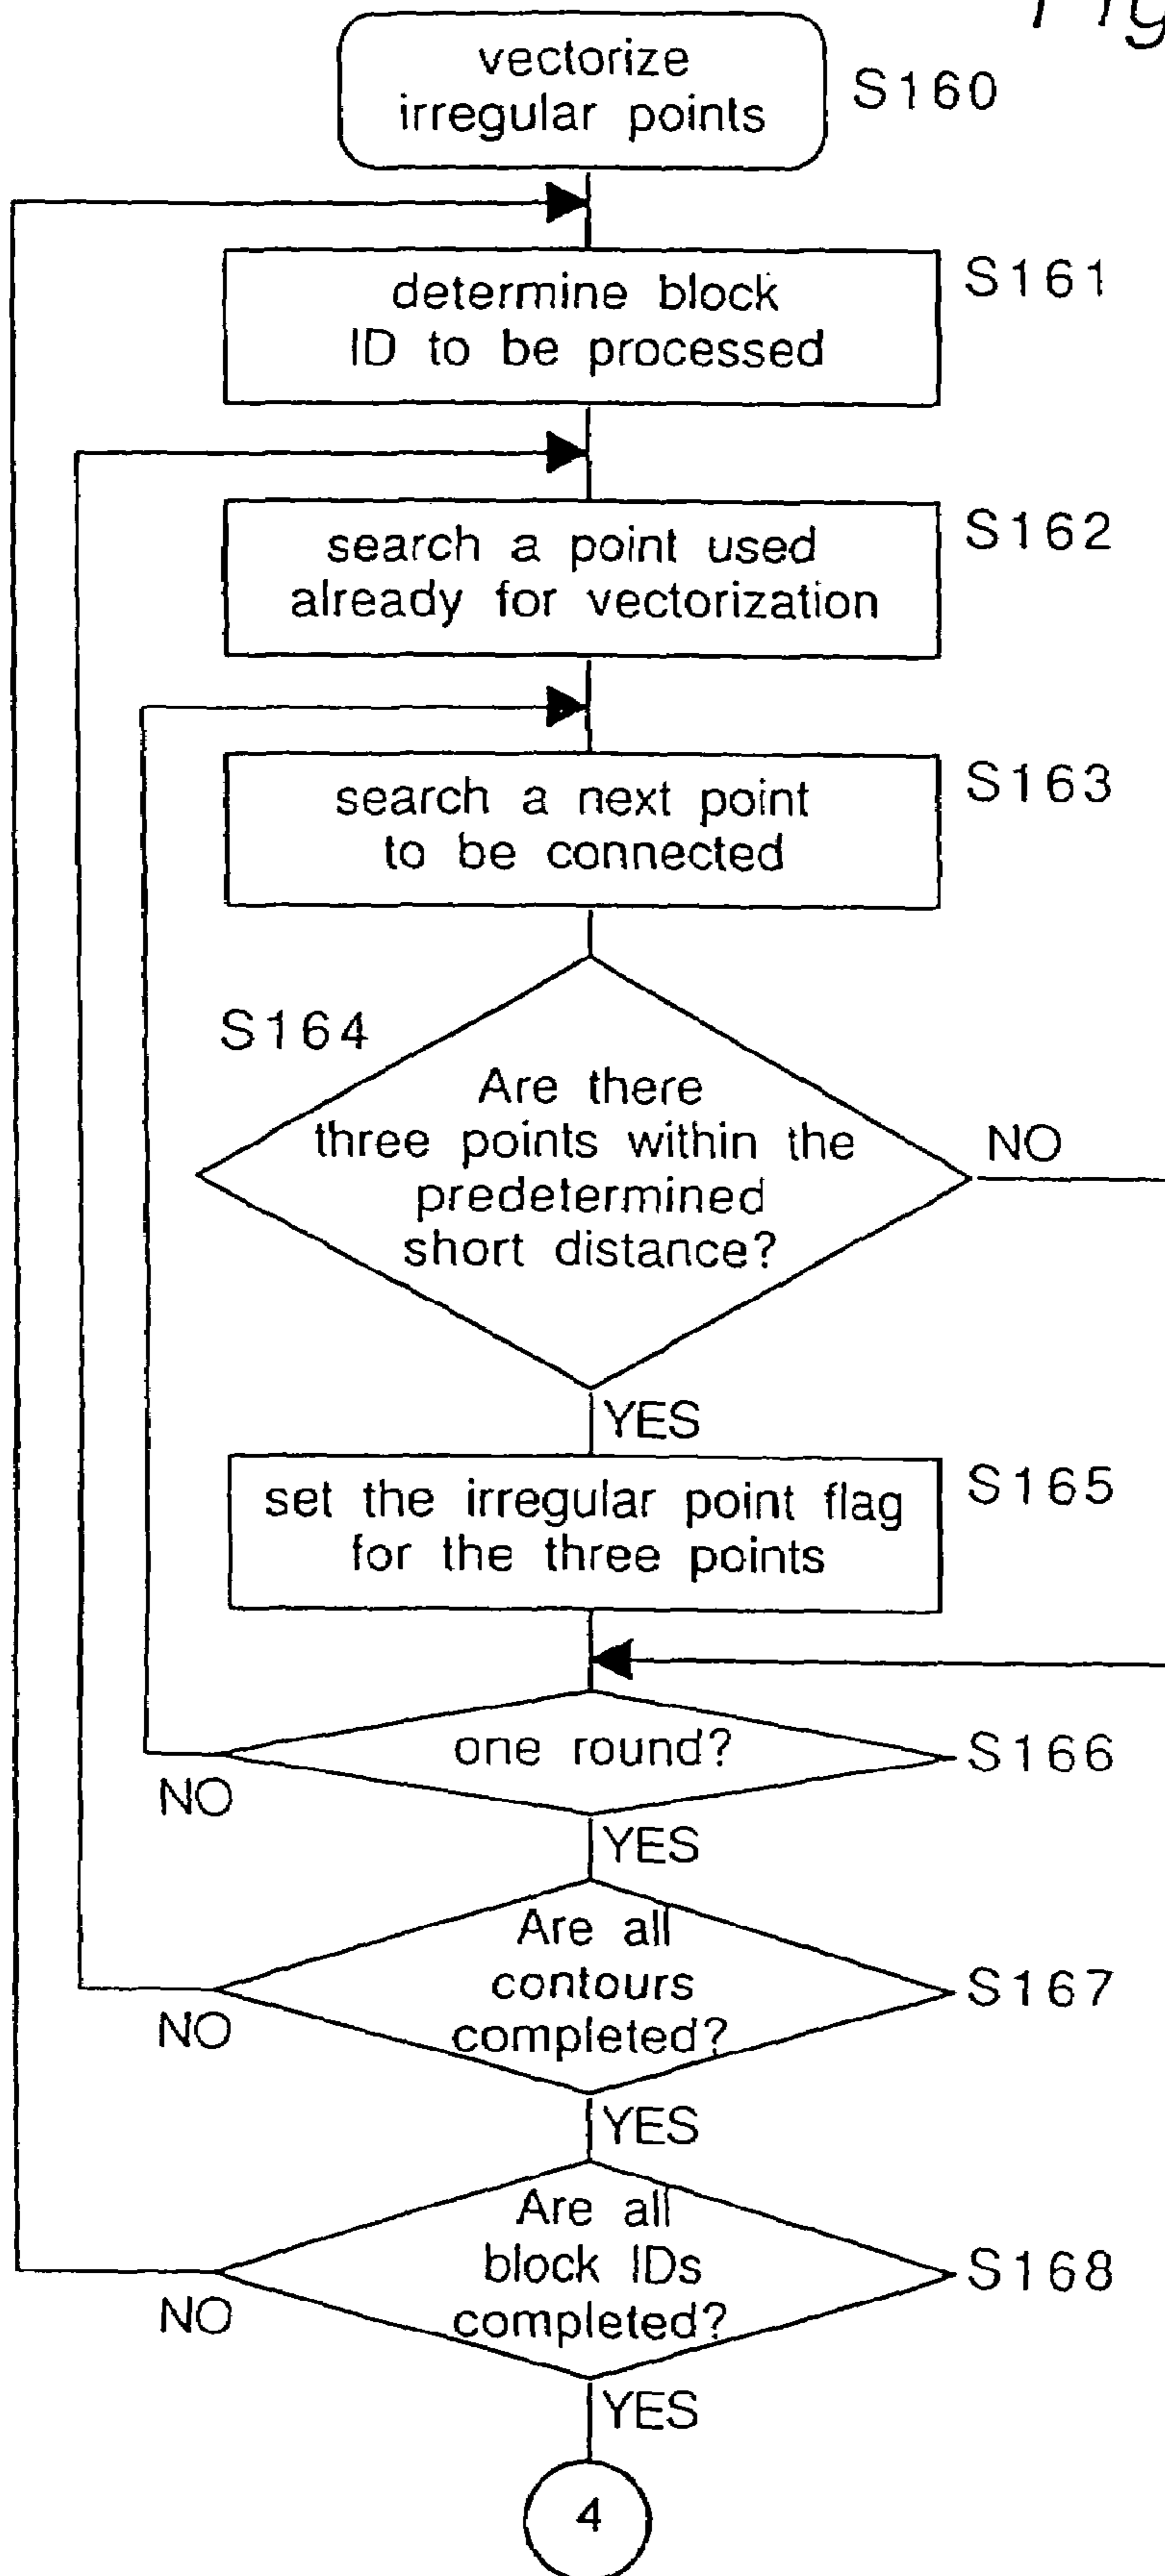 Fig
vectorize
irregular points
S160
determine block
ID to be processed
S161
search a point used
already for vectorization
S162
search a next point
to be connected
S163
S164
Are there
three points within the
predetermined
short distance?
NO
YES
set the irregular point flag
for the three points
S165
one round?
S166
NO
YES
Are all
contours
completed?
S167
NO
YES
Are all
block IDs
completed?
S168
NO
YES
4